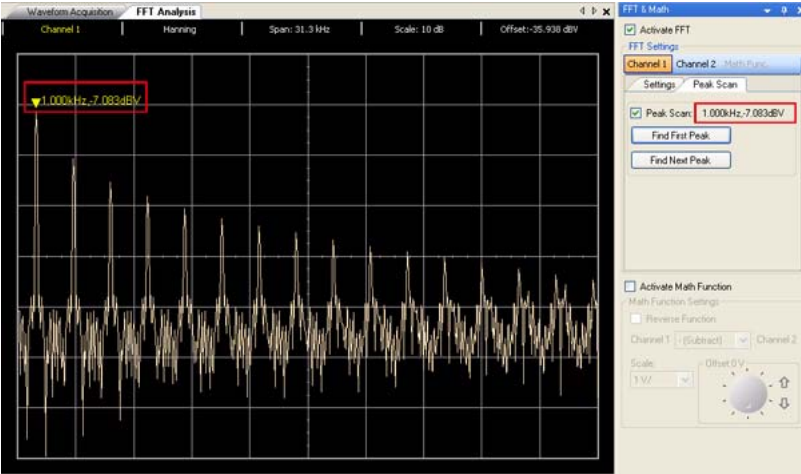 Waveform Acquisition
FFT Analysis
Channel 1
Hanning
Span: 31.3 kHz
Scale: 10 dB
Offset:-35.938 dBV
1.000kHz,-7.083dBV
FFT & Math
Activate FFT
FFT Settings
Channel 1
Channel 2
Math Func.
Settings
Peak Scan
Peak Scan:
1.000kHz,-7.083dBV
Find First Peak
Find Next Peak
Activate Math Function
Math Function Settings
Reverse Function
Channel 1
- (Subtract)
Channel 2
Scale:
Offset:0 V
1 V/